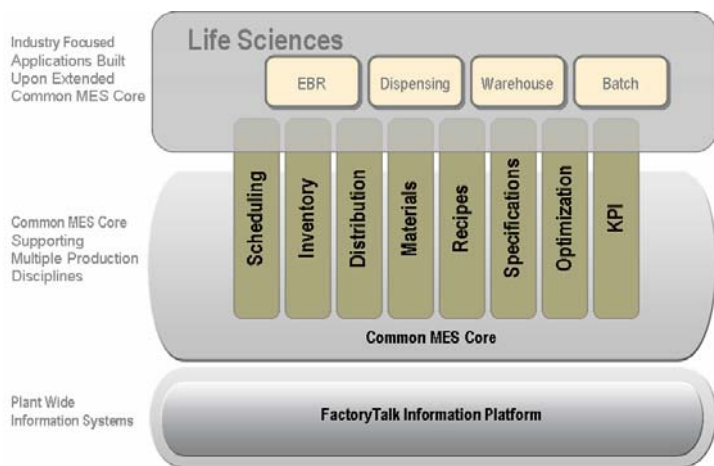 Life Sciences
Industry Focused
Applications Built
Upon Extended
Common MES Core
EBR
Dispensing
Warehouse
Batch
Scheduling
Inventory
Distribution
Materials
Recipes
Specifications
Optimization
KPI
Common MES Core
Supporting
Multiple Production
Disciplines
Common MES Core
Plant Wide
Information Systems
FactoryTalk Information Platform